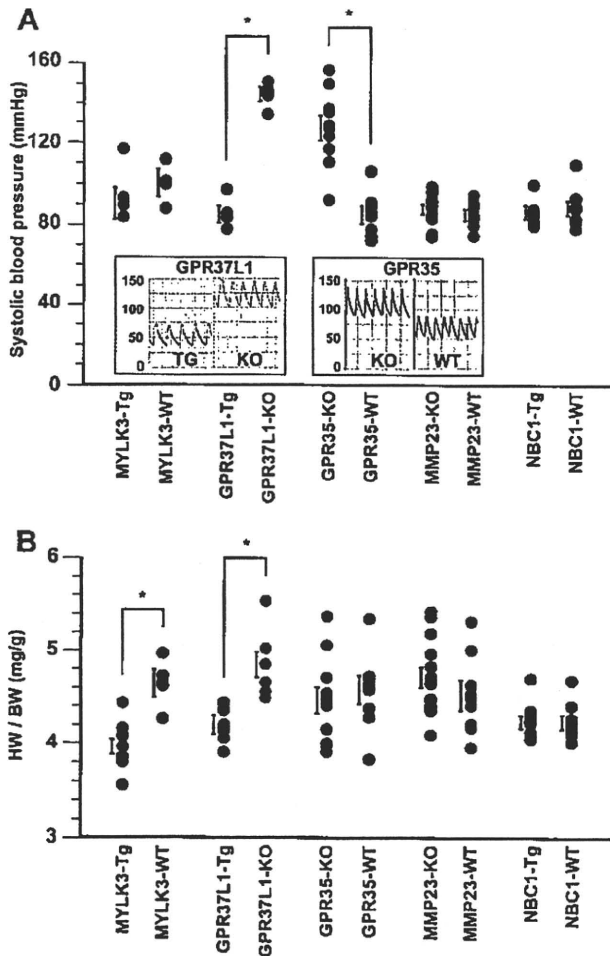 A
Systolic blood pressure (mmHg)
160
120
80
40
0
*
*
GPR37L1
150
100
50
0
TG
KO
GPR35
150
100
50
0
KO
WT
MYLK3-Tg
MYLK3-WT
GPR37L1-Tg
GPR37L1-KO
GPR35-KO
GPR35-WT
MMP23-KO
MMP23-WT
NBC1-Tg
NBC1-WT
B
HW / BW (mg/g)
6
5
4
3
*
*
MYLK3-Tg
MYLK3-WT
GPR37L1-Tg
GPR37L1-KO
GPR35-KO
GPR35-WT
MMP23-KO
MMP23-WT
NBC1-Tg
NBC1-WT